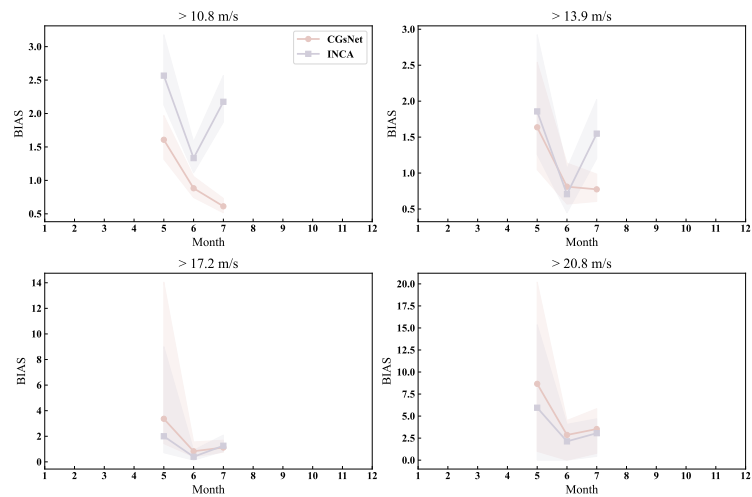 > 10.8 m/s
3.0
2.5
2.0
1.5
1.0
0.5
BIAS
CGsNet
INCA
1 2 3 4 5 6 7 8 9 10 11 12
Month
> 13.9 m/s
3.0
2.5
2.0
1.5
1.0
0.5
BIAS
1 2 3 4 5 6 7 8 9 10 11 12
Month
> 17.2 m/s
14
12
10
8
6
4
2
0
BIAS
1 2 3 4 5 6 7 8 9 10 11 12
Month
> 20.8 m/s
20.0
17.5
15.0
12.5
10.0
7.5
5.0
2.5
0.0
BIAS
1 2 3 4 5 6 7 8 9 10 11 12
Month